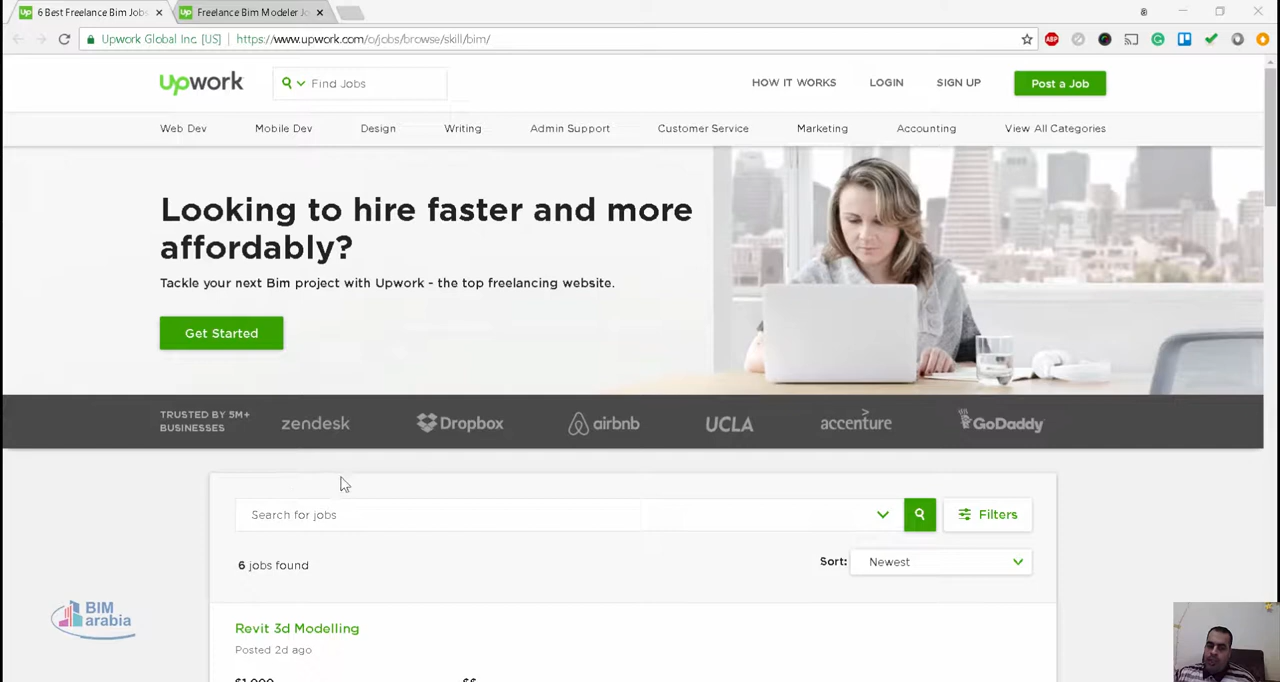 6 Best Freelance Bim Jobs
Freelance Bim Modeler Jo
Upwork Global Inc. [US]
https://www.upwork.com/o/jobs/browse/skill/bim/
ABP
upwork
Find Jobs
HOW IT WORKS
LOGIN
SIGN UP
Post a Job
Web Dev
Mobile Dev
Design
Writing
Admin Support
Customer Service
Marketing
Accounting
View All Categories
Looking to hire faster and more
affordably?
Tackle your next Bim project with Upwork - the top freelancing website.
Get Started
TRUSTED BY 5M+
BUSINESSES
zendesk
Dropbox
airbnb
UCLA
accenture
GoDaddy
Search for jobs
Filters
6 jobs found
Sort:
Newest
Revit 3d Modelling
Posted 2d ago
$1,000
$$
BIM
arabia